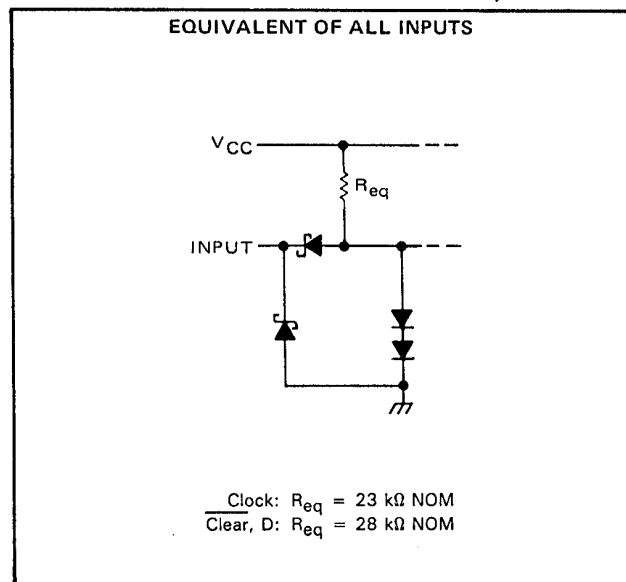 EQUIVALENT OF ALL INPUTS
VCC
Req
INPUT
Clock: Req = 23 kΩ NOM
Clear, D: Req = 28 kΩ NOM